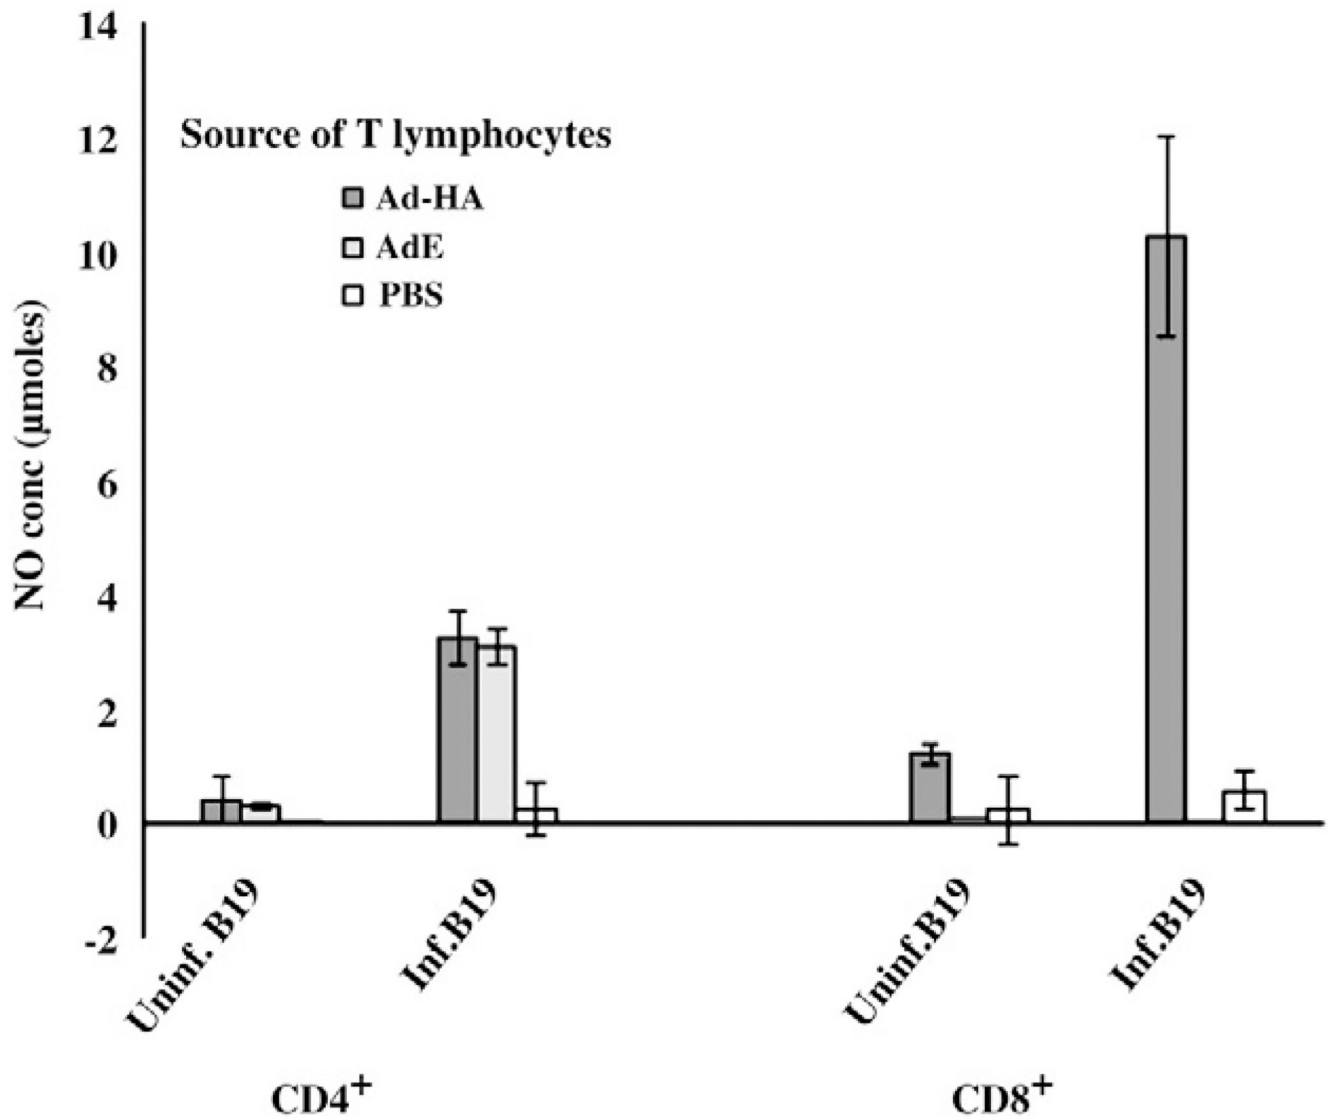 14
12
10
8
6
4
2
0
-2
NO conc (µmoles)
Source of T lymphocytes
Ad-HA
AdE
PBS
Uninf. B19
Inf.B19
Uninf.B19
Inf.B19
CD4+
CD8+